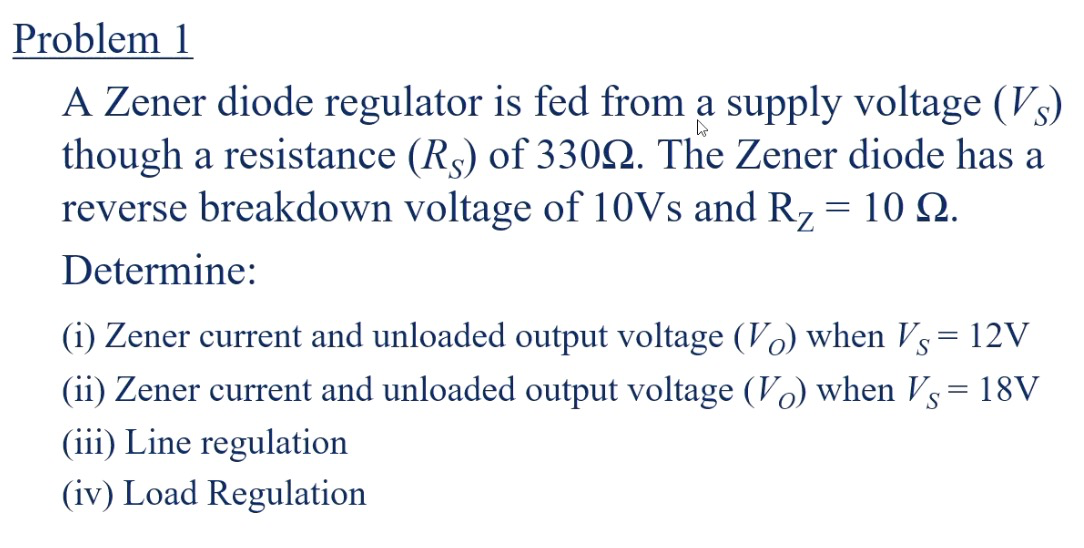 Problem 1
A Zener diode regulator is fed from a supply voltage (V_S)
though a resistance (R_S) of 330Ω. The Zener diode has a
reverse breakdown voltage of 10Vs and R_Z = 10 Ω.
Determine:
(i) Zener current and unloaded output voltage (V_O) when V_S = 12V
(ii) Zener current and unloaded output voltage (V_O) when V_S = 18V
(iii) Line regulation
(iv) Load Regulation